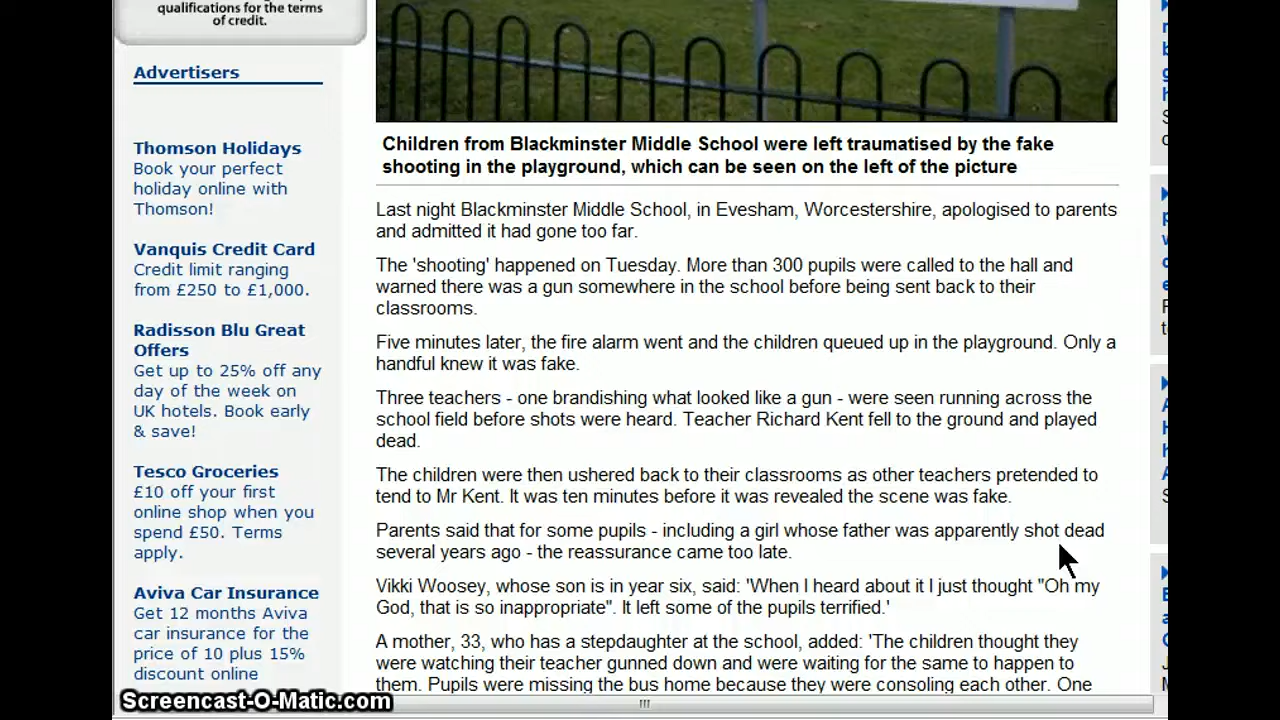 qualifications for the terms
of credit.
Advertisers
Thomson Holidays
Book your perfect
holiday online with
Thomson!
Vanquis Credit Card
Credit limit ranging
from £250 to £1,000.
Radisson Blu Great
Offers
Get up to 25% off any
day of the week on
UK hotels. Book early
& save!
Tesco Groceries
£10 off your first
online shop when you
spend £50. Terms
apply.
Aviva Car Insurance
Get 12 months Aviva
car insurance for the
price of 10 plus 15%
discount online
Children from Blackminster Middle School were left traumatised by the fake
shooting in the playground, which can be seen on the left of the picture
Last night Blackminster Middle School, in Evesham, Worcestershire, apologised to parents
and admitted it had gone too far.
The 'shooting' happened on Tuesday. More than 300 pupils were called to the hall and
warned there was a gun somewhere in the school before being sent back to their
classrooms.
Five minutes later, the fire alarm went and the children queued up in the playground. Only a
handful knew it was fake.
Three teachers - one brandishing what looked like a gun - were seen running across the
school field before shots were heard. Teacher Richard Kent fell to the ground and played
dead.
The children were then ushered back to their classrooms as other teachers pretended to
tend to Mr Kent. It was ten minutes before it was revealed the scene was fake.
Parents said that for some pupils - including a girl whose father was apparently shot dead
several years ago - the reassurance came too late.
Vikki Woosey, whose son is in year six, said: 'When I heard about it I just thought "Oh my
God, that is so inappropriate". It left some of the pupils terrified.'
A mother, 33, who has a stepdaughter at the school, added: 'The children thought they
were watching their teacher gunned down and were waiting for the same to happen to
them. Pupils were missing the bus home because they were consoling each other. One
Screencast-O-Matic.com